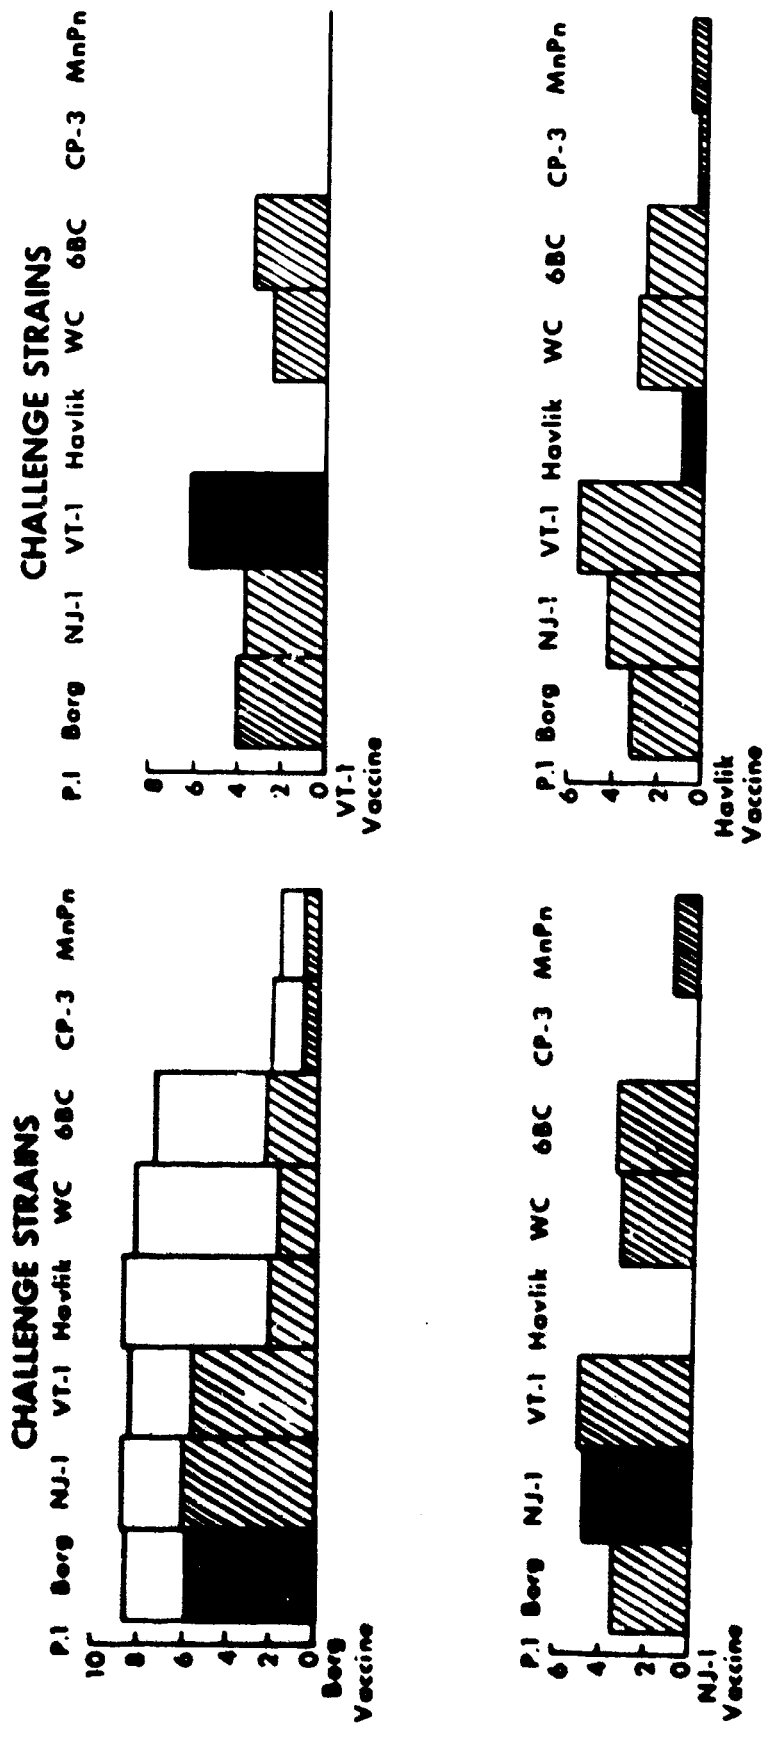 CHALLENGE STRAINS
P.I Borg NJ-1 VT-1 Havlik WC 6BC CP-3 MnPn
10
8
6
4
2
0
Borg
Vaccine
P.I Borg NJ-1 VT-1 Havlik WC 6BC CP-3 MnPn
6
4
2
0
NJ-1
Vaccine
CHALLENGE STRAINS
P.I Borg NJ-1 VT-1 Havlik WC 6BC CP-3 MnPn
8
6
4
2
0
VT-1
Vaccine
P.I Borg NJ-1 VT-1 Havlik WC 6BC CP-3 MnPn
6
4
2
0
Havlik
Vaccine